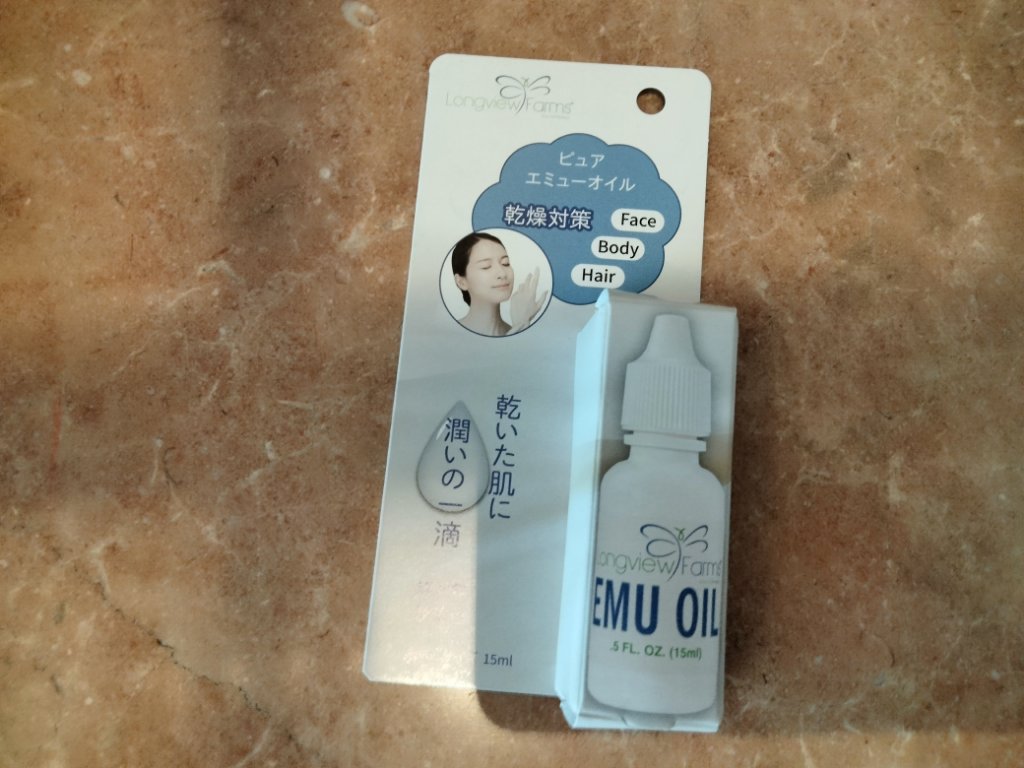 Longview Farms
ピュア
エミューオイル
乾燥対策
Face
Body
Hair
乾いた肌に
潤いの一滴
15ml
Longview Farms
EMU OIL
.5 FL. OZ. (15ml)